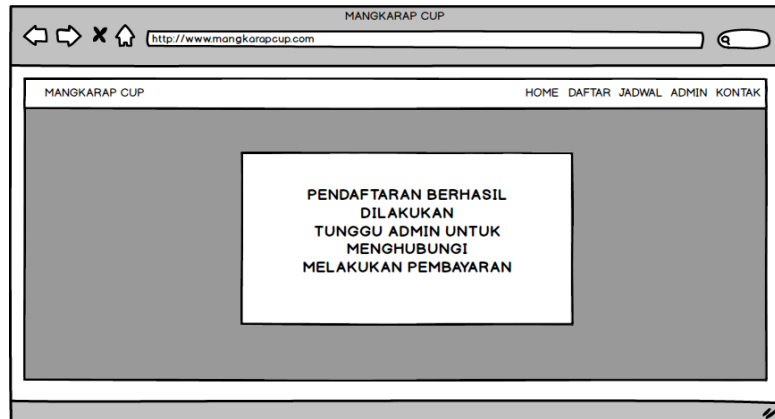 MANGKARAP CUP
http://www.mangkarapcup.com
MANGKARAP CUP HOME DAFTAR JADWAL ADMIN KONTAK
PENDAFTARAN BERHASIL
DILAKUKAN
TUNGGU ADMIN UNTUK
MENGHUBUNGI
MELAKUKAN PEMBAYARAN